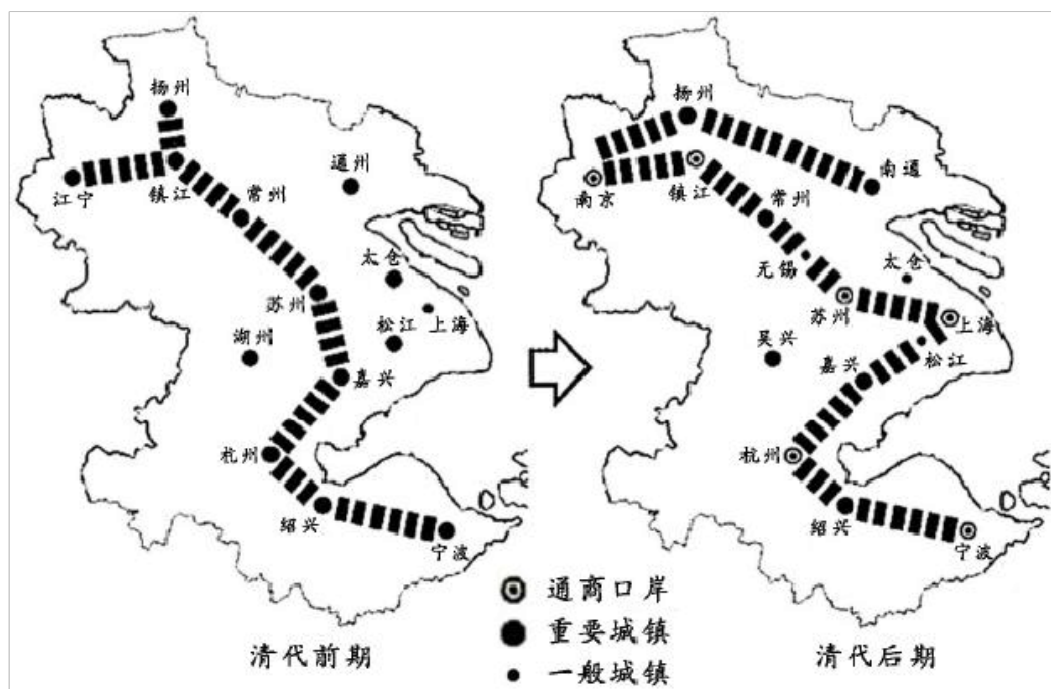 扬州
通州
江宁
镇江
常州
太仓
苏州
湖州
松江
上海
嘉兴
杭州
绍兴
宁波
清代前期
扬州
南通
南京
镇江
常州
无锡
太仓
苏州
上海
吴兴
嘉兴
松江
杭州
绍兴
宁波
通商口岸
重要城镇
一般城镇
清代后期